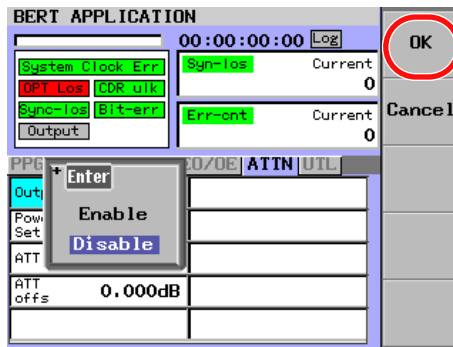 BERT APPLICATION
00:00:00:00 Log
OK
System Clock Err
OPT Los CDR ulk
Sync-los Bit-err
Output
Syn-los Current
0
Err-cnt Current
0
Cancel
PPG EO/OE ATTN UTL
Outp
Enter
Enable
Disable
Pow
Set
ATT
ATT
offs 0.000dB